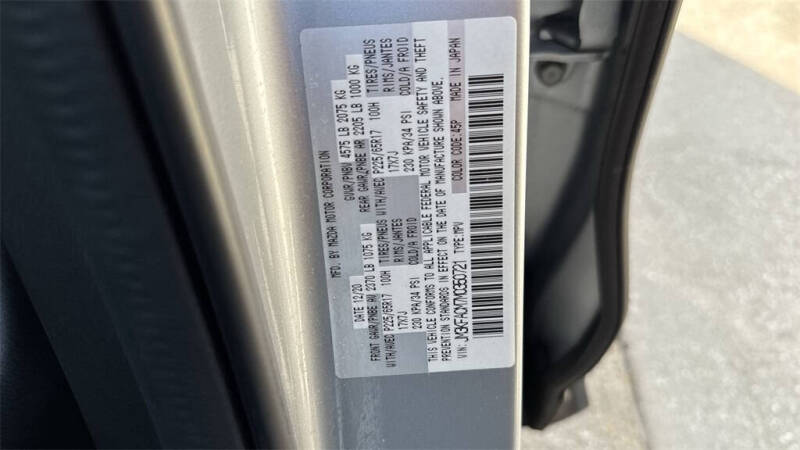 MFD. BY MAZDA MOTOR CORPORATION
DATE 12/20 GVWR/PNBV 4575 LB 2075 KG
FRONT GAWR/PNBE AV 2370 LB 1075 KG REAR GAWR/PNBE AR 2205 LB 1000 KG
TIRES/PNEUS TIRES/PNEUS
WITH/AVEC P225/65R17 100H RIMS/JANTES WITH/AVEC P225/65R17 100H RIMS/JANTES
17X7J COLD/A FROID 17X7J COLD/A FROID
230 KPA/34 PSI 230 KPA/34 PSI
THIS VEHICLE CONFORMS TO ALL APPLICABLE FEDERAL MOTOR VEHICLE SAFETY AND THEFT
PREVENTION STANDARDS IN EFFECT ON THE DATE OF MANUFACTURE SHOWN ABOVE.
VIN: TYPE:MPV COLOR CODE:45P MADE IN JAPAN